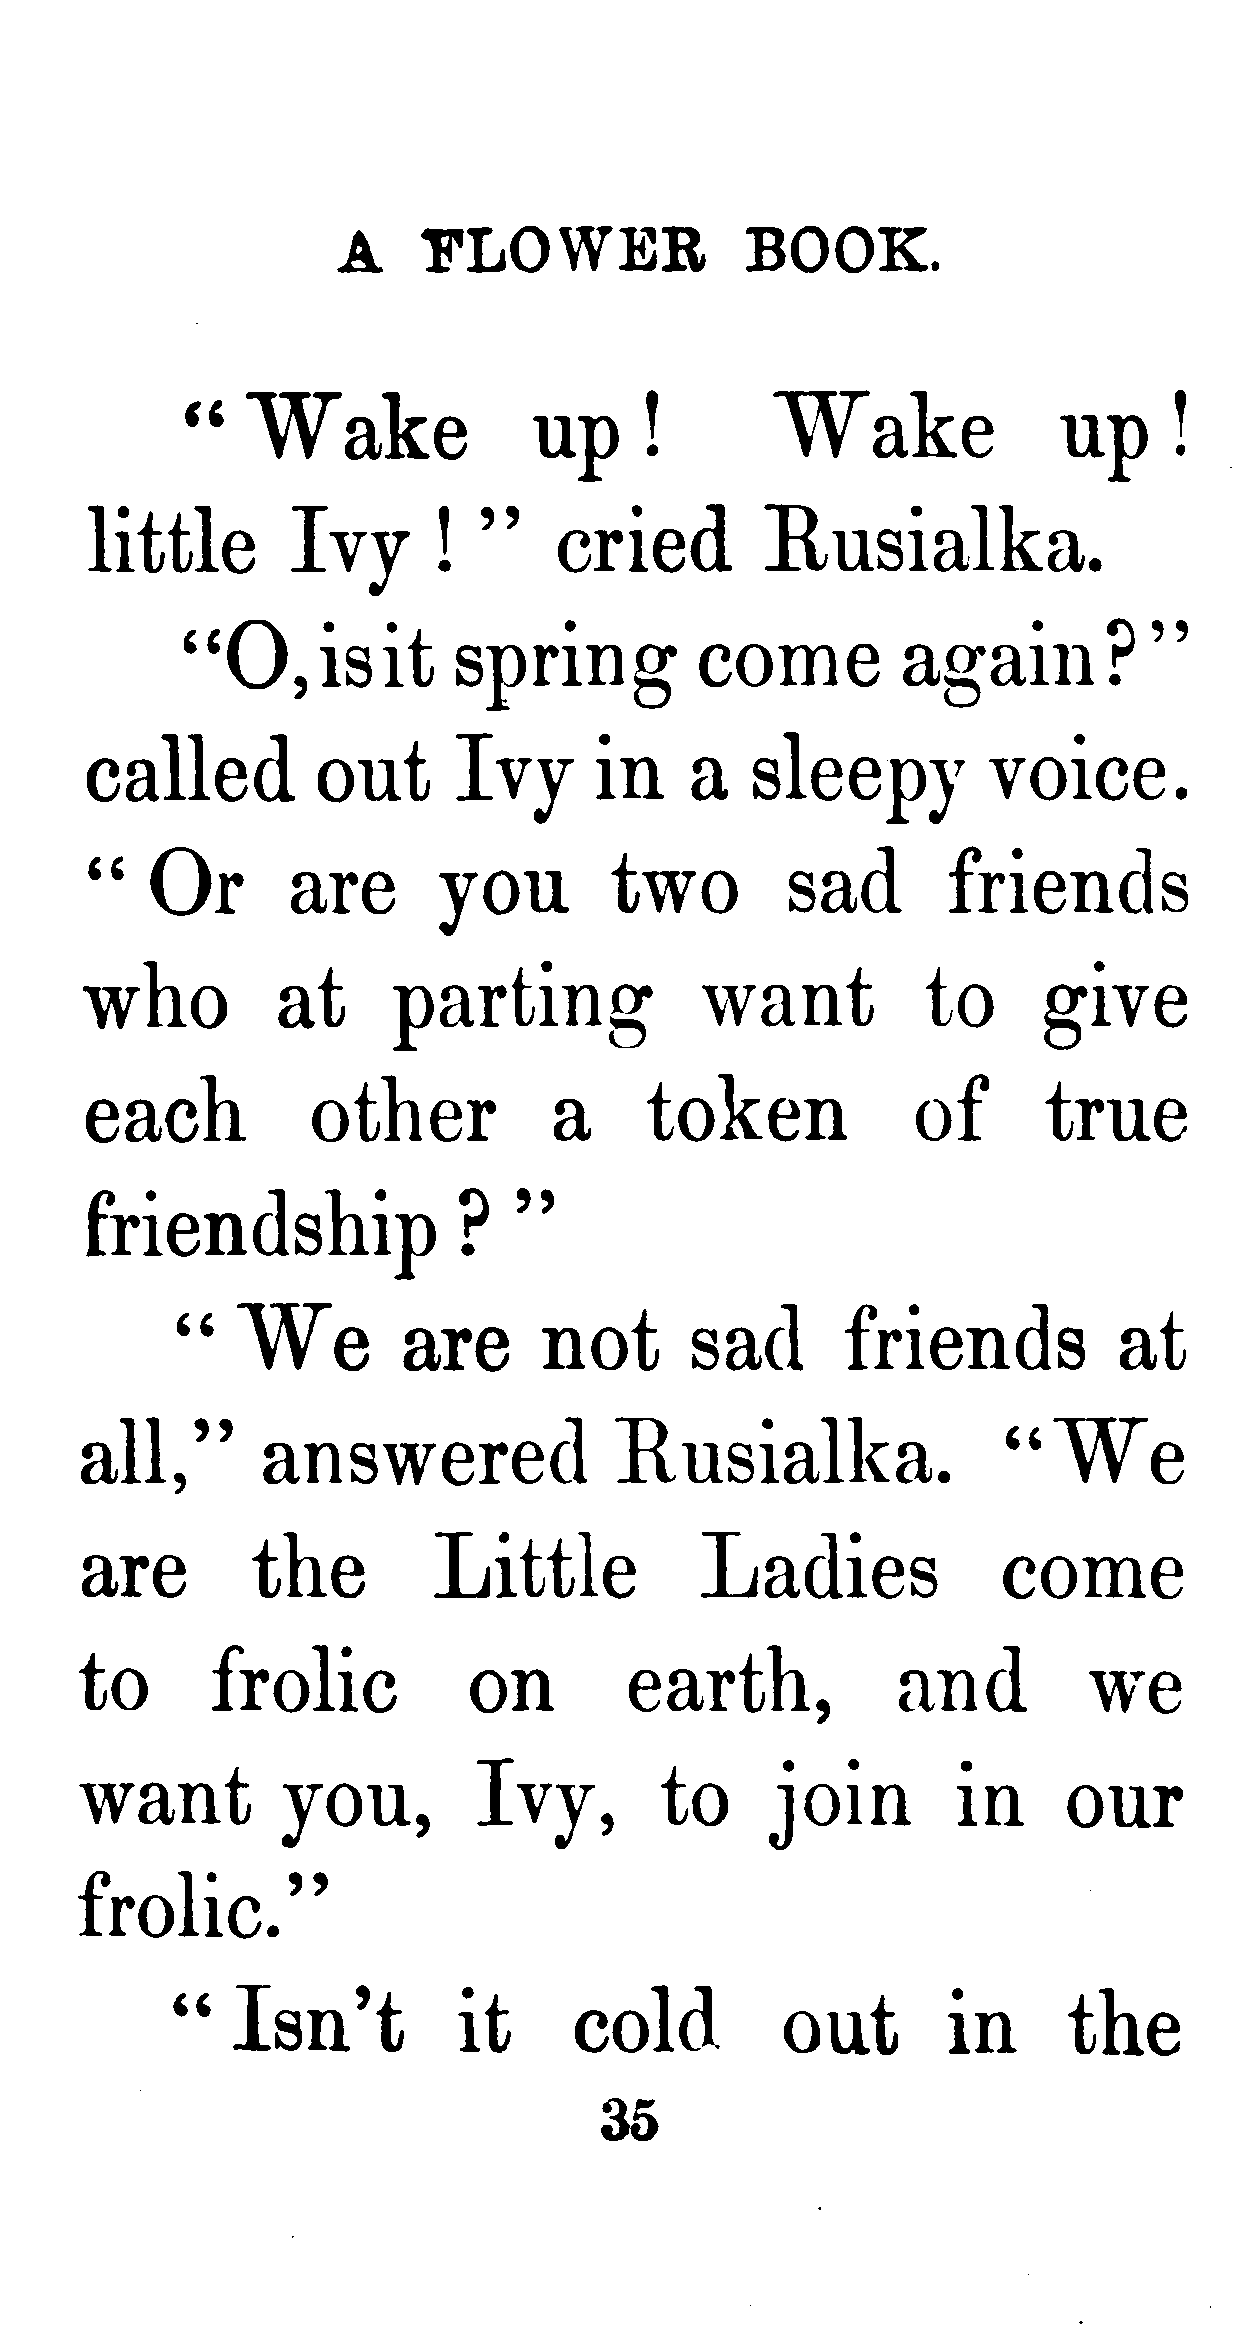 A FLOWER BOOK.
“Wake up! Wake up!
little Ivy!” cried Rusialka.
“O, is it spring come again?”
called out Ivy in a sleepy voice.
“Or are you two sad friends
who at parting want to give
each other a token of true
friendship?”
“We are not sad friends at
all,” answered Rusialka. “We
are the Little Ladies come
to frolic on earth, and we
want you, Ivy, to join in our
frolic.”
“Isn’t it cold out in the
35